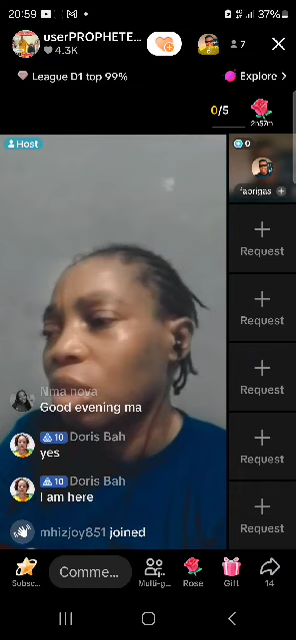 20:59
37%
userPROPHETE...
4.3K
7
League D1 top 99%
Explore
0/5
2h57m
Host
0
Request
Request
Request
Request
Request
Nma nova
Good evening ma
10 Doris Bah
yes
10 Doris Bah
I am here
mhizjoy851 joined
Subsc...
Comme...
Multi-g...
Rose
Gift
14